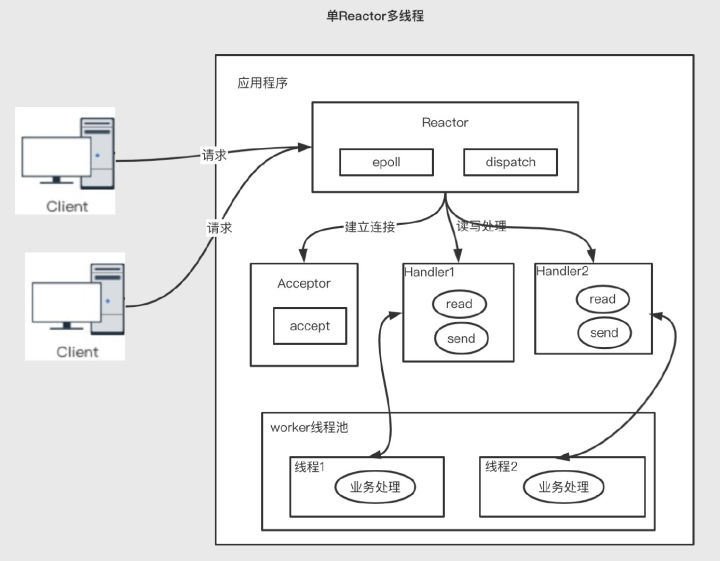 单Reactor多线程
应用程序
Reactor
epoll
dispatch
请求
Client
请求
建立连接
读写处理
Acceptor
accept
Handler1
read
send
Handler2
read
send
Client
worker线程池
线程1
业务处理
线程2
业务处理